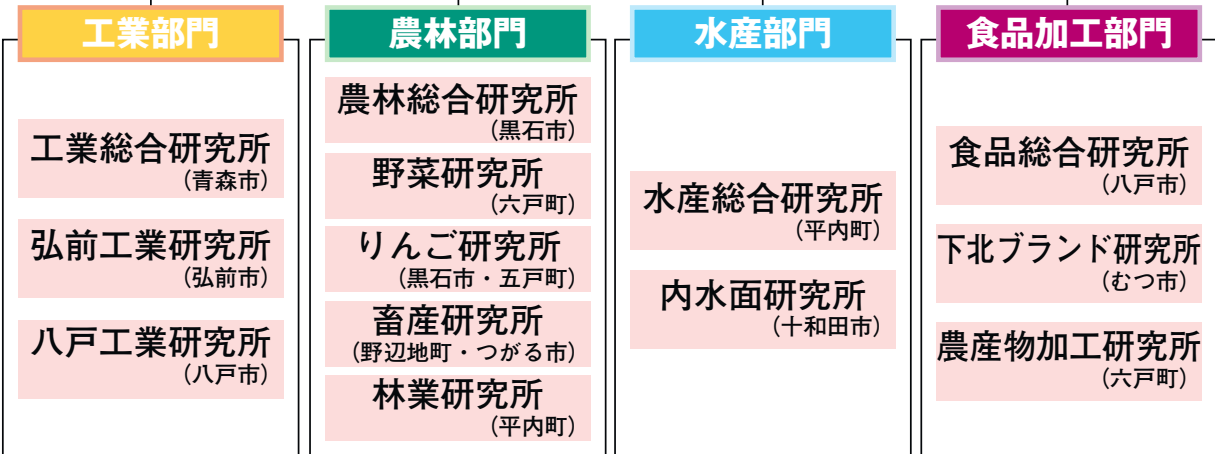 工業部門
工業総合研究所
(青森市)
弘前工業研究所
(弘前市)
八戸工業研究所
(八戸市)
農林部門
農林総合研究所
(黒石市)
野菜研究所
(六戸町)
りんご研究所
(黒石市・五戸町)
畜産研究所
(野辺地町・つがる市)
林業研究所
(平内町)
水産部門
水産総合研究所
(平内町)
内水面研究所
(十和田市)
食品加工部門
食品総合研究所
(八戸市)
下北ブランド研究所
(むつ市)
農産物加工研究所
(六戸町)